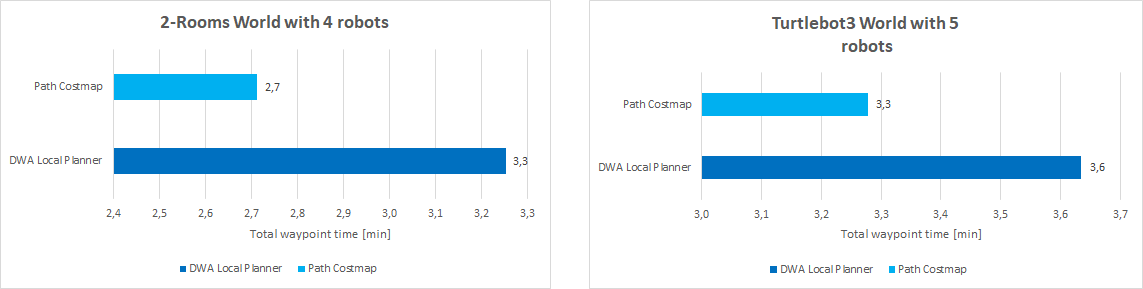 2-Rooms World with 4 robots
Path Costmap
2,7
DWA Local Planner
3,3
2,4 2,5 2,6 2,7 2,8 2,9 3,0 3,1 3,2 3,3
Total waypoint time [min]
DWA Local Planner Path Costmap
Turtlebot3 World with 5
robots
Path Costmap
3,3
DWA Local Planner
3,6
3,0 3,1 3,2 3,3 3,4 3,5 3,6 3,7
Total waypoint time [min]
DWA Local Planner Path Costmap